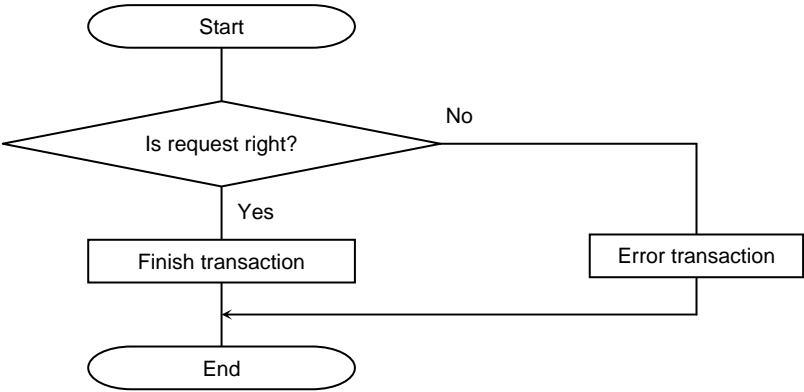 Start
No
Is request right?
Yes
Finish transaction
Error transaction
End